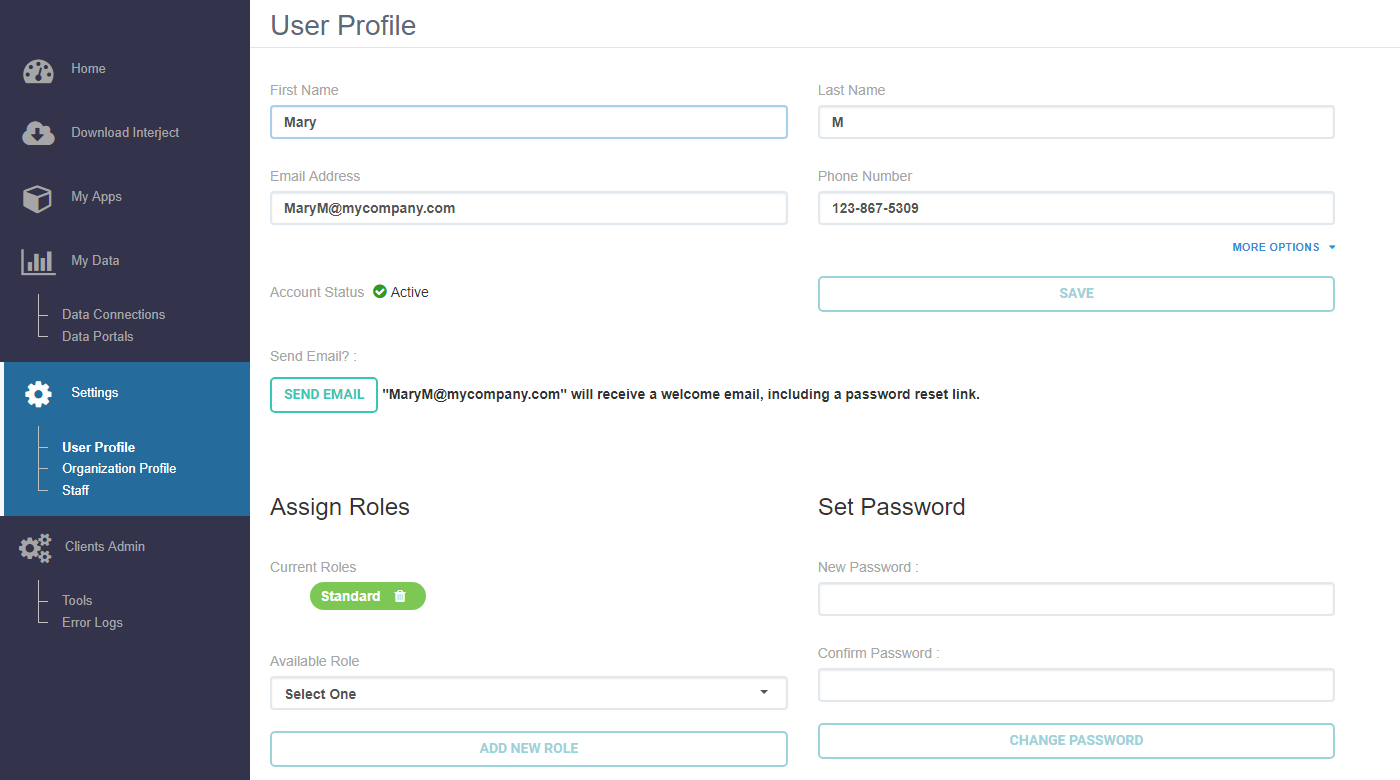 User Profile
Home
Download Interject
My Apps
My Data
Data Connections
Data Portals
Settings
User Profile
Organization Profile
Staff
Clients Admin
Tools
Error Logs
First Name
Last Name
Mary
M
Email Address
Phone Number
MaryM@mycompany.com
123-867-5309
MORE OPTIONS
Account Status Active
SAVE
Send Email? :
SEND EMAIL "MaryM@mycompany.com" will receive a welcome email, including a password reset link.
Assign Roles
Set Password
Current Roles
New Password :
Standard
Available Role
Confirm Password :
Select One
ADD NEW ROLE
CHANGE PASSWORD